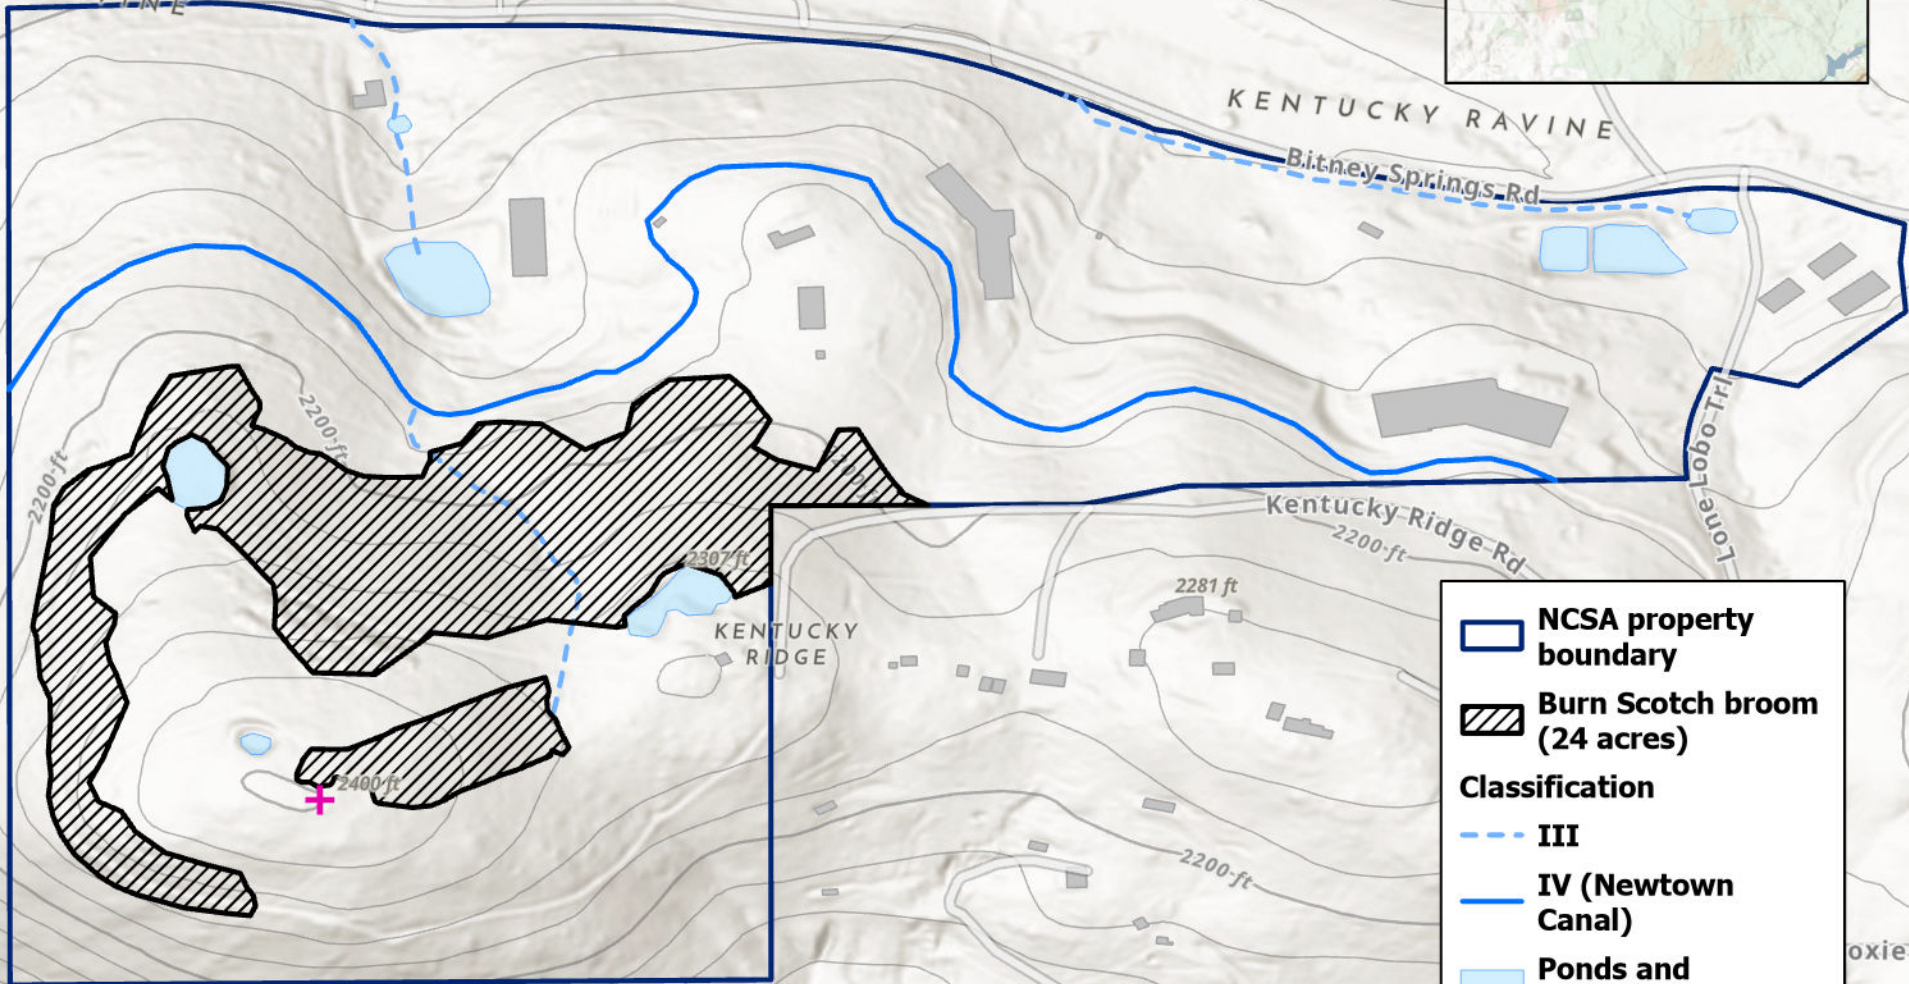 KENTUCKY RAVINE
Bitney Springs Rd
2200-ft
2200-ft
2307 ft
KENTUCKY
RIDGE
2400 ft
Kentucky Ridge Rd
2200-ft
Lone Lobo Trl
2281 ft
2200-ft
NCSA property
boundary
Burn Scotch broom
(24 acres)
Classification
III
IV (Newtown
Canal)
Ponds and
oxie